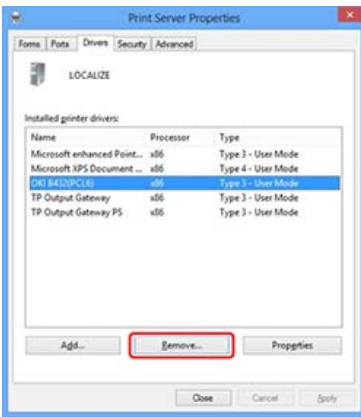 Print Server Properties
Forms Ports Drivers Security Advanced
LOCALIZE
Installed printer drivers:
Name Processor Type
Microsoft enhanced Point... x86 Type 3 - User Mode
Microsoft XPS Document ... x86 Type 4 - User Mode
OKI B432(PCL6) x86 Type 3 - User Mode
TP Output Gateway x86 Type 3 - User Mode
TP Output Gateway PS x86 Type 3 - User Mode
Add... Remove... Properties
Close Cancel Apply